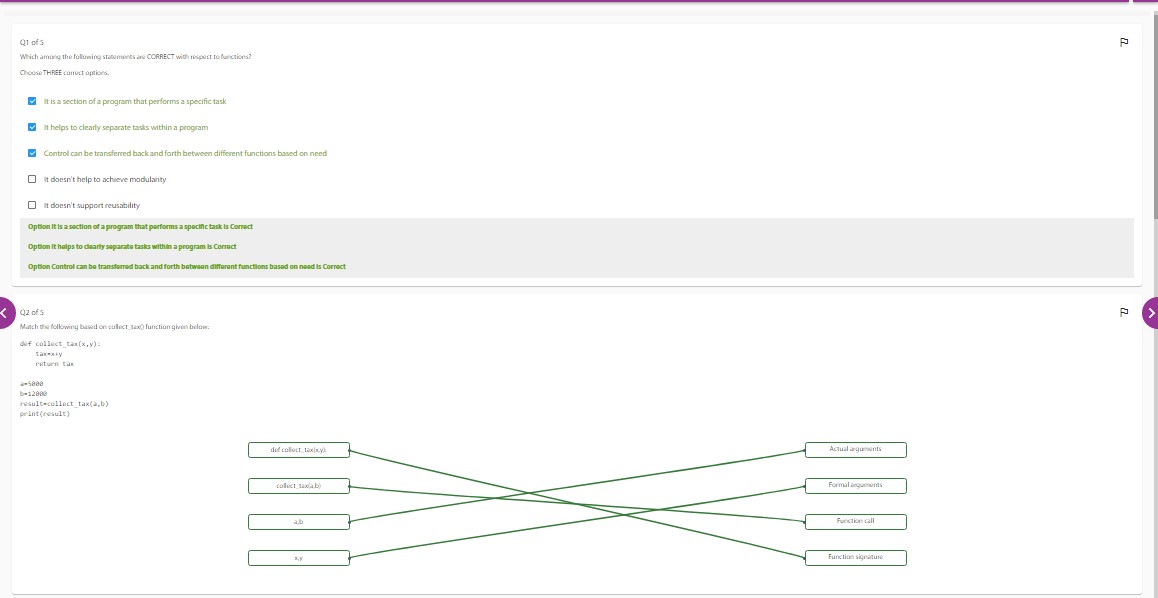 Q1 of 5
Which among the following statements are CORRECT with respect to functions?
Choose THREE correct options.
It is a section of a program that performs a specific task
It helps to clearly separate tasks within a program
Control can be transferred back and forth between different functions based on need
It doesn't help to achieve modularity
It doesn't support reusability
Option It is a section of a program that performs a specific task is Correct
Option It helps to clearly separate tasks within a program is Correct
Option Control can be transferred back and forth between different functions based on need is Correct
Q2 of 5
Match the following based on collect_tax() function given below:
def collect_tax(x,y):
tax=x+y
return tax
a=5000
b=12000
result=collect_tax(a,b)
print(result)
def collect_tax(x,y): Actual arguments
collect_tax(a,b) Formal arguments
a,b Function call
x,y Function signature